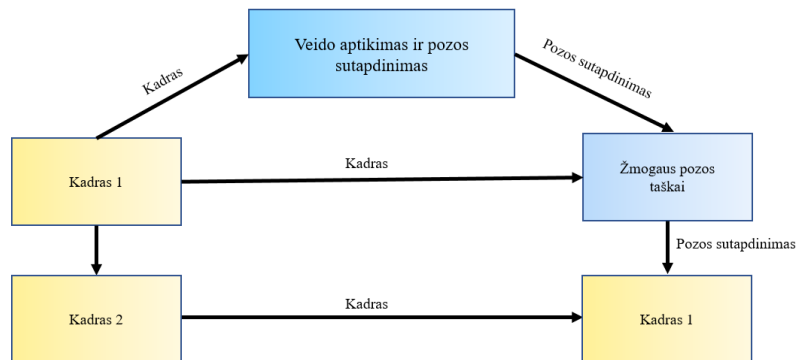 Veido aptikimas ir pozos
sutapdinimas
Kadras
Pozos sutapdinimas
Kadras 1
Kadras
Žmogaus pozos
taškai
Pozos sutapdinimas
Kadras 2
Kadras
Kadras 1